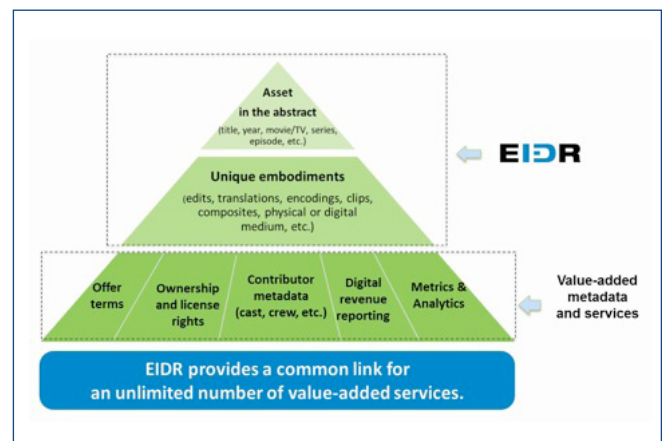 Asset
in the abstract
(title, year, movie/TV, series,
episode, etc.)
EIDR
Unique embodiments
(edits, translations, encodings, clips,
composites, physical or digital
medium, etc.)
Offer
terms
Ownership
and license
rights
Contributor
metadata
(cast, crew, etc.)
Digital
revenue
reporting
Metrics &
Analytics
Value-added
metadata
and services
EIDR provides a common link for
an unlimited number of value-added services.